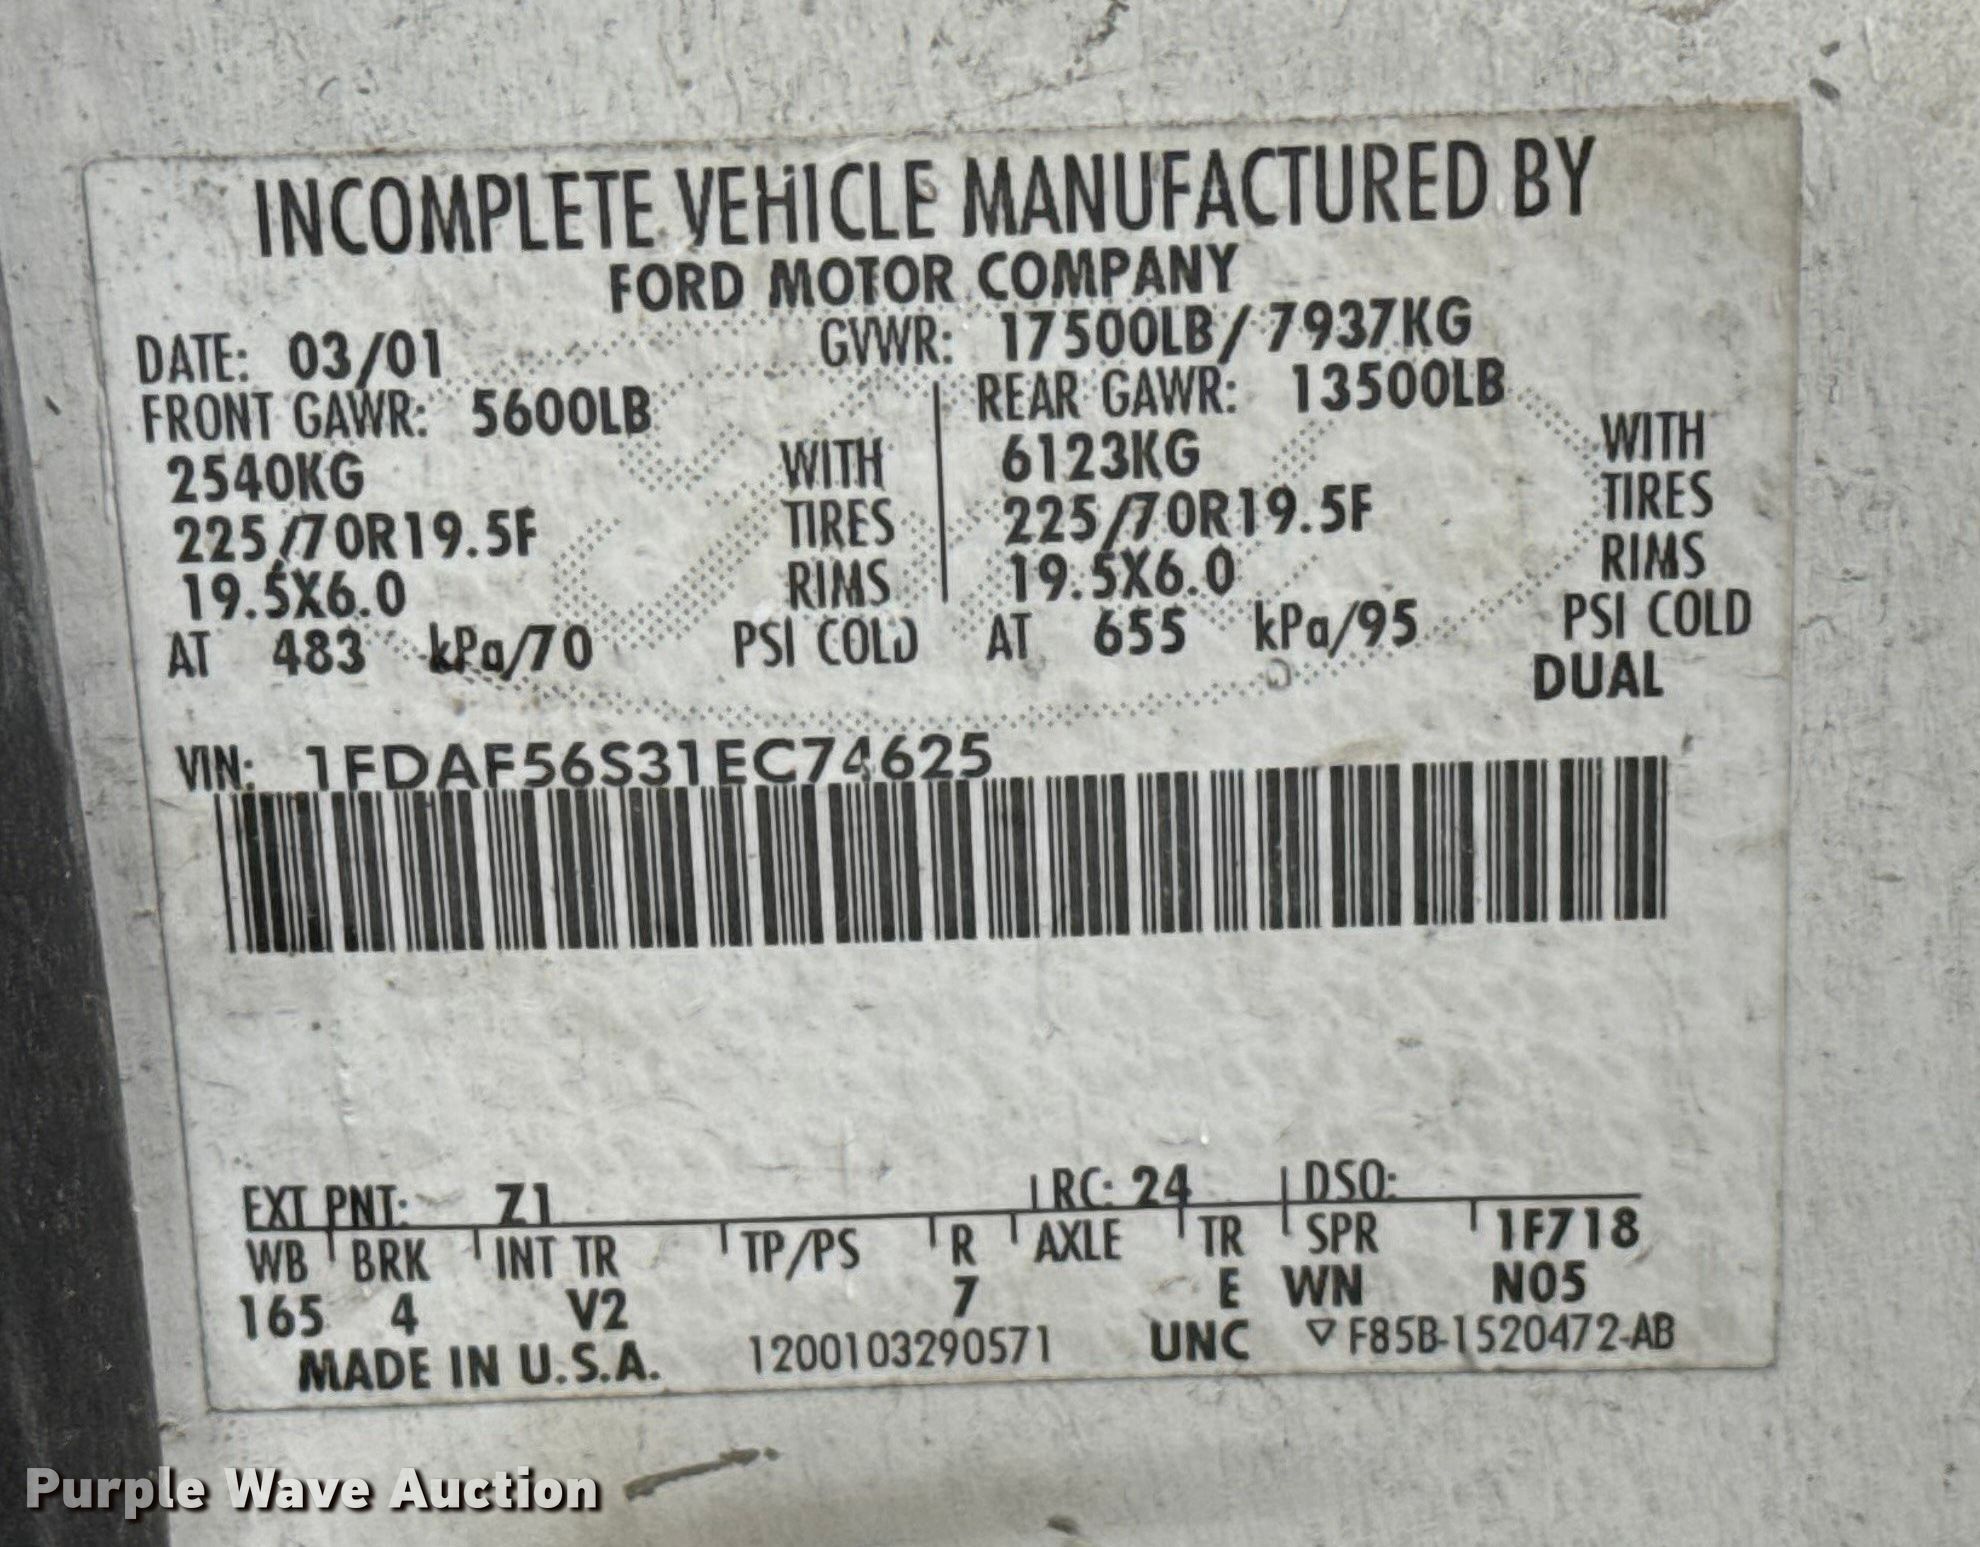 INCOMPLETE VEHICLE MANUFACTURED BY
FORD MOTOR COMPANY
DATE: 03/01 GVWR: 17500LB/7937KG
FRONT GAWR: 5600LB REAR GAWR: 13500LB
2540KG WITH 6123KG WITH
225/70R19.5F TIRES 225/70R19.5F TIRES
19.5X6.0 RIMS 19.5X6.0 RIMS
AT 483 kPa/70 PSI COLD AT 655 kPa/95 PSI COLD
DUAL
VIN: 1FDAF56S31EC74625
EXT PNT: Z1 RC: 24 DSO:
WB BRK INT TR TP/PS R AXLE TR SPR 1F718
165 4 V2 7 E WN N05
MADE IN U.S.A. 1200103290571 UNC ▽F85B-1520472-AB
Purple Wave Auction